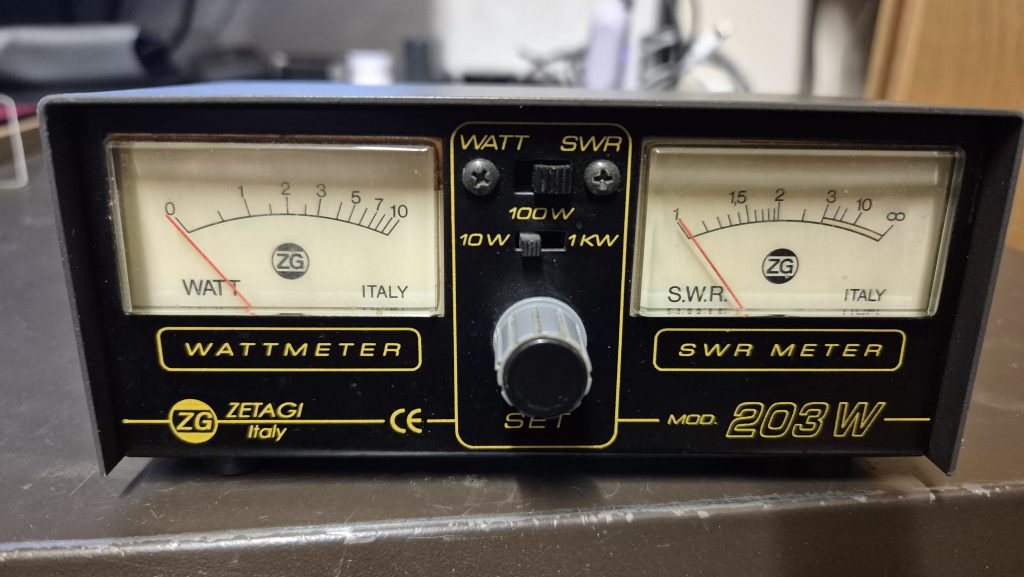 WATT SWR
100W
10W 1KW
0 1 2 3 5 7 10
ZG
WATT ITALY
1 1,5 2 3 10 ∞
ZG
S.W.R. ITALY
WATTMETER
SWR METER
SET
ZG ZETAGI
Italy
CE
MOD. 203 W